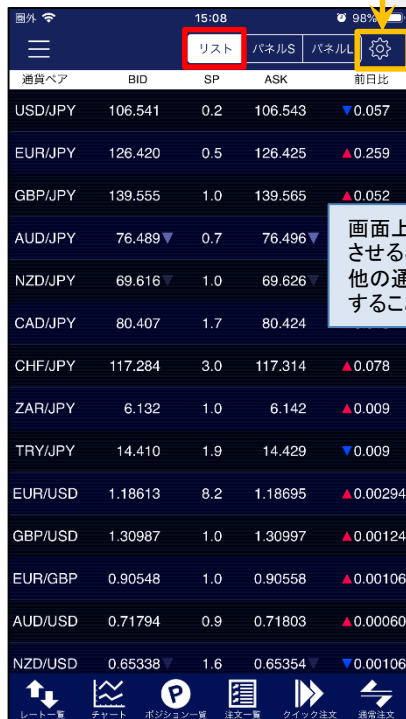 圏外 15:08 98%
リスト パネルS パネルL
通貨ペア BID SP ASK 前日比
USD/JPY 106.541 0.2 106.543 ▼0.057
EUR/JPY 126.420 0.5 126.425 ▲0.259
GBP/JPY 139.555 1.0 139.565 ▲0.052
画面上
AUD/JPY 76.489▼ 0.7 76.496▼
させる
他の通
NZD/JPY 69.616▼ 1.0 69.626▼
するこ
CAD/JPY 80.407 1.7 80.424
CHF/JPY 117.284 3.0 117.314 ▲0.078
ZAR/JPY 6.132 1.0 6.142 ▲0.009
TRY/JPY 14.410 1.9 14.429 ▼0.009
EUR/USD 1.18613 8.2 1.18695 ▲0.00294
GBP/USD 1.30987 1.0 1.30997 ▲0.00124
EUR/GBP 0.90548 1.0 0.90558 ▲0.00106
AUD/USD 0.71794 0.9 0.71803 ▲0.00060
NZD/USD 0.65338▼ 1.6 0.65354▼ ▼0.00106
レート一覧 チャート ポジション一覧 注文一覧 クイック注文 通常注文